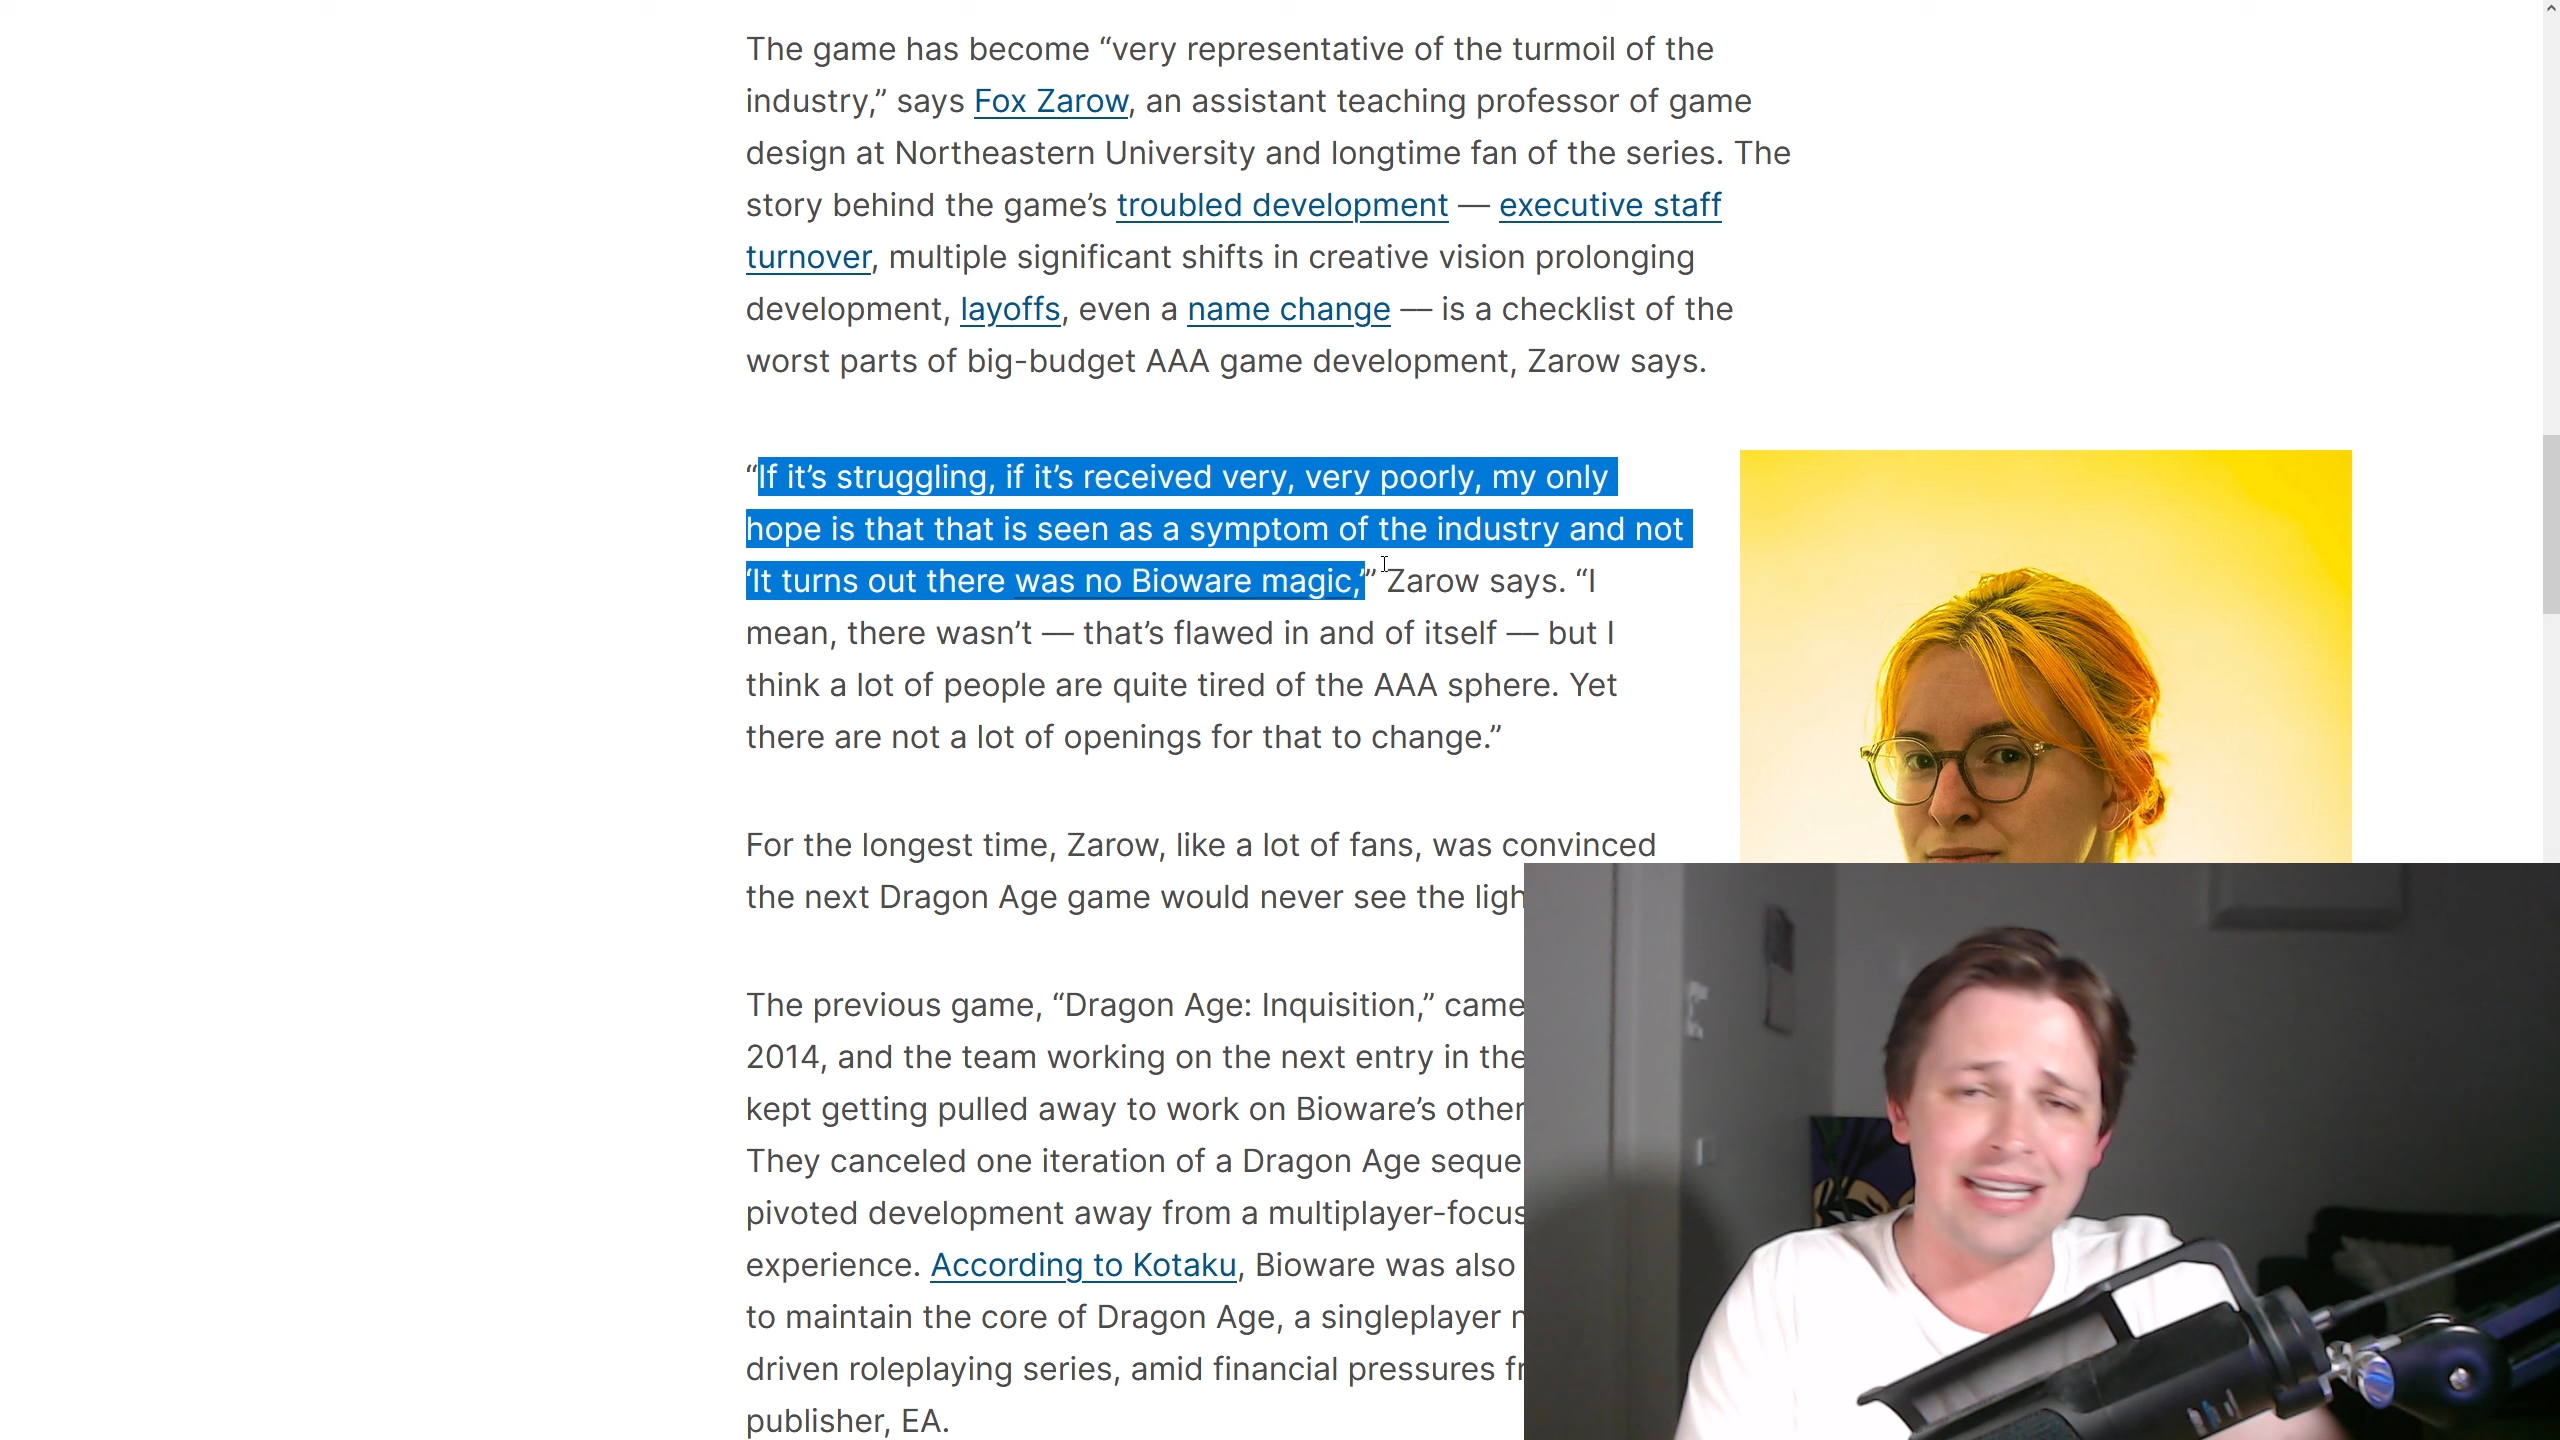 The game has become “very representative of the turmoil of the
industry,” says Fox Zarow, an assistant teaching professor of game
design at Northeastern University and longtime fan of the series. The
story behind the game’s troubled development — executive staff
turnover, multiple significant shifts in creative vision prolonging
development, layoffs, even a name change — is a checklist of the
worst parts of big-budget AAA game development, Zarow says.
“If it’s struggling, if it’s received very, very poorly, my only
hope is that that is seen as a symptom of the industry and not
‘It turns out there was no Bioware magic,’” Zarow says. “I
mean, there wasn’t — that’s flawed in and of itself — but I
think a lot of people are quite tired of the AAA sphere. Yet
there are not a lot of openings for that to change.”
For the longest time, Zarow, like a lot of fans, was convinced
the next Dragon Age game would never see the ligh
The previous game, “Dragon Age: Inquisition,” came
2014, and the team working on the next entry in the
kept getting pulled away to work on Bioware’s other
They canceled one iteration of a Dragon Age seque
pivoted development away from a multiplayer-focus
experience. According to Kotaku, Bioware was also
to maintain the core of Dragon Age, a singleplayer
driven roleplaying series, amid financial pressures
publisher, EA.